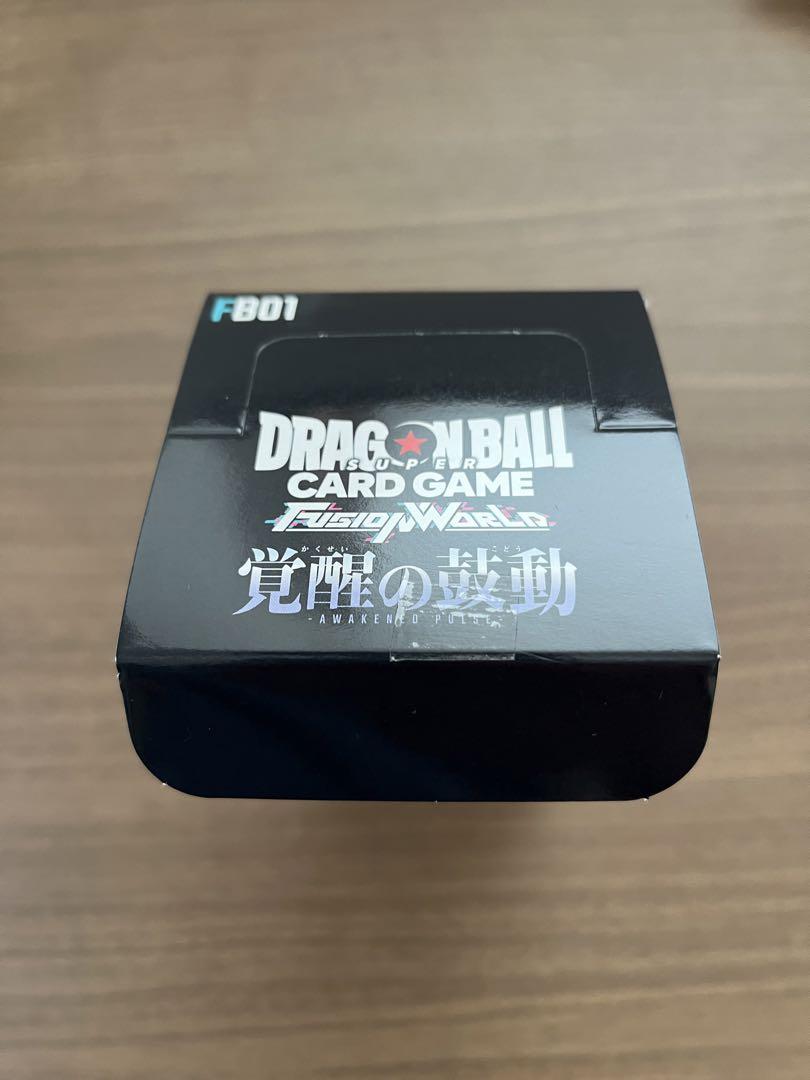 FB01
DRAGON BALL
SUPER
CARD GAME
FUSION WORLD
かくせい こどう
覚醒の鼓動
-AWAKENED PULSE-